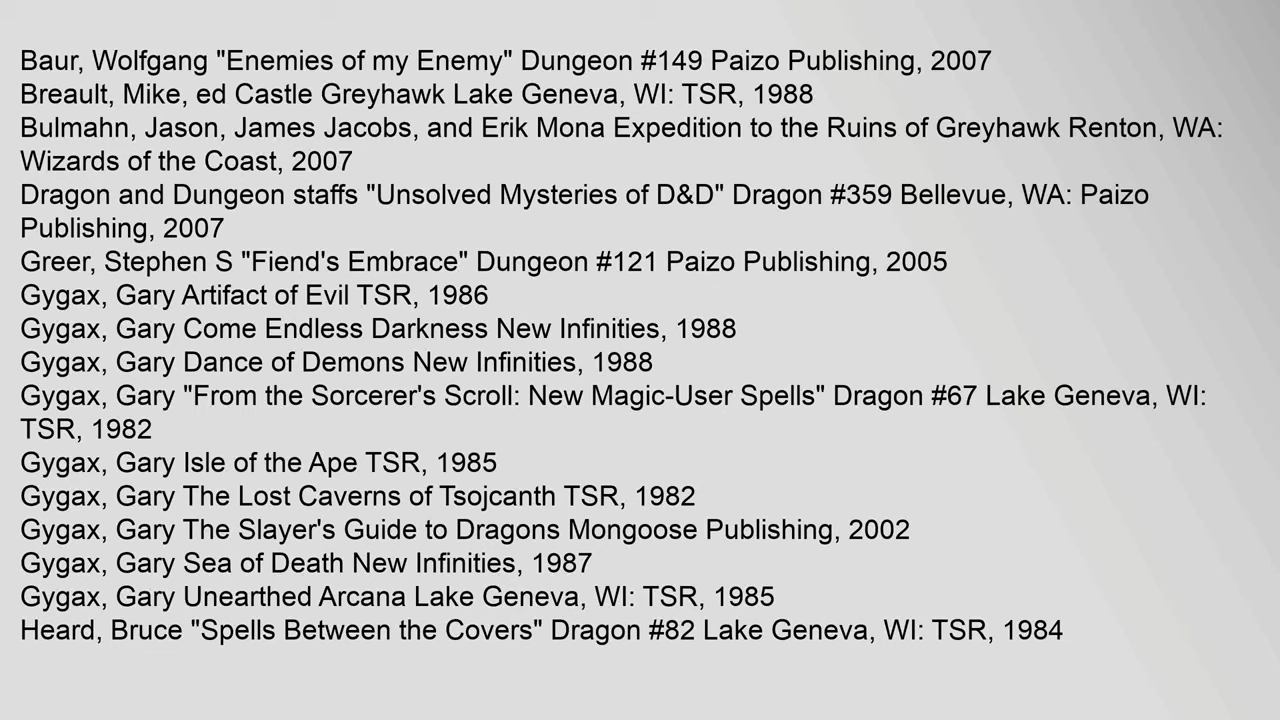 Baur, Wolfgang "Enemies of my Enemy" Dungeon #149 Paizo Publishing, 2007
Breault, Mike, ed Castle Greyhawk Lake Geneva, WI: TSR, 1988
Bulmahn, Jason, James Jacobs, and Erik Mona Expedition to the Ruins of Greyhawk Renton, WA:
Wizards of the Coast, 2007
Dragon and Dungeon staffs "Unsolved Mysteries of D&D" Dragon #359 Bellevue, WA: Paizo
Publishing, 2007
Greer, Stephen S "Fiend's Embrace" Dungeon #121 Paizo Publishing, 2005
Gygax, Gary Artifact of Evil TSR, 1986
Gygax, Gary Come Endless Darkness New Infinities, 1988
Gygax, Gary Dance of Demons New Infinities, 1988
Gygax, Gary "From the Sorcerer's Scroll: New Magic-User Spells" Dragon #67 Lake Geneva, WI:
TSR, 1982
Gygax, Gary Isle of the Ape TSR, 1985
Gygax, Gary The Lost Caverns of Tsojcanth TSR, 1982
Gygax, Gary The Slayer's Guide to Dragons Mongoose Publishing, 2002
Gygax, Gary Sea of Death New Infinities, 1987
Gygax, Gary Unearthed Arcana Lake Geneva, WI: TSR, 1985
Heard, Bruce "Spells Between the Covers" Dragon #82 Lake Geneva, WI: TSR, 1984